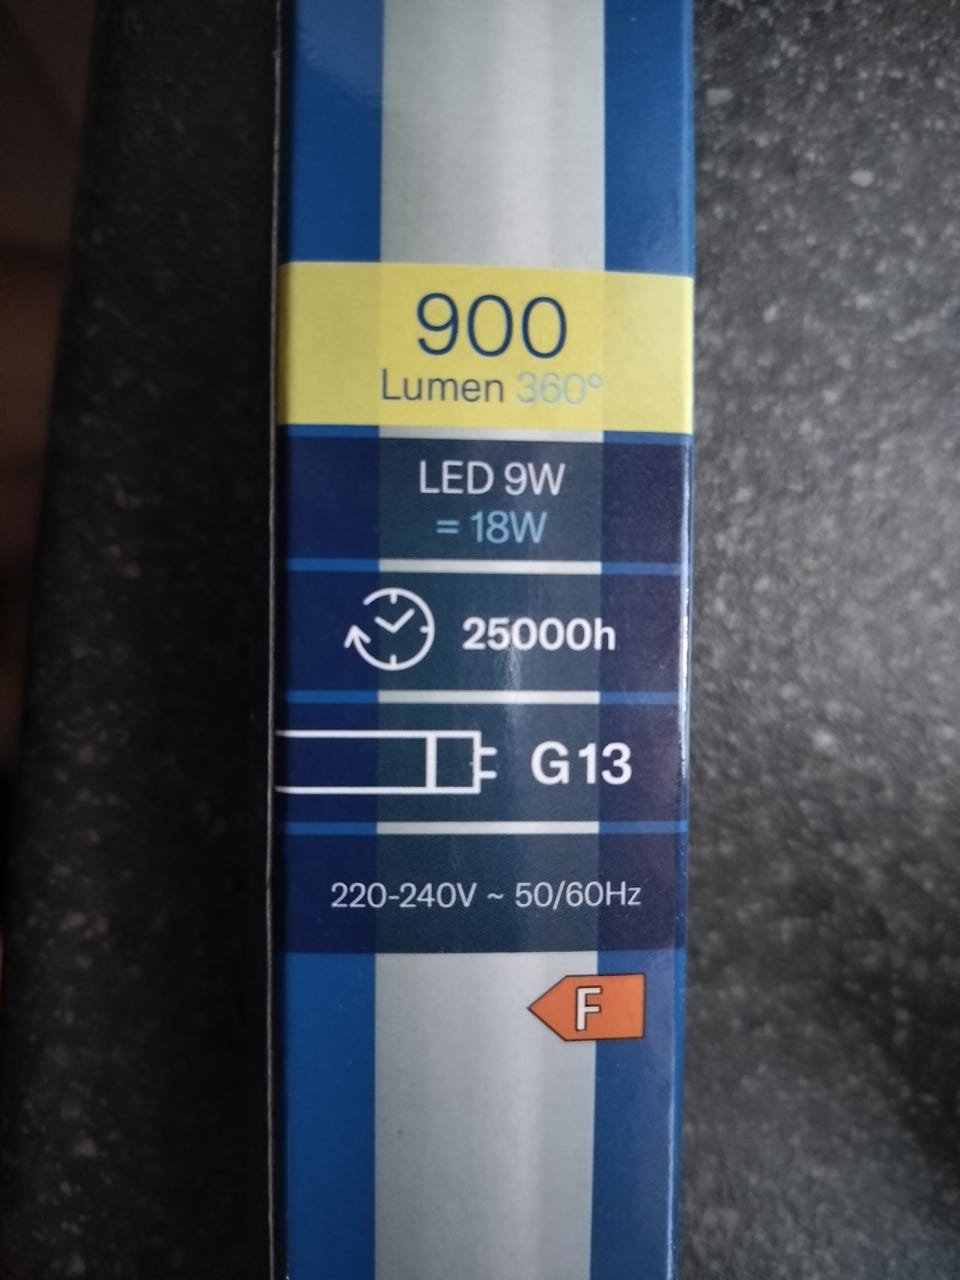 900
Lumen 360°
LED 9W
= 18W
25000h
G13
220-240V ~ 50/60Hz
F